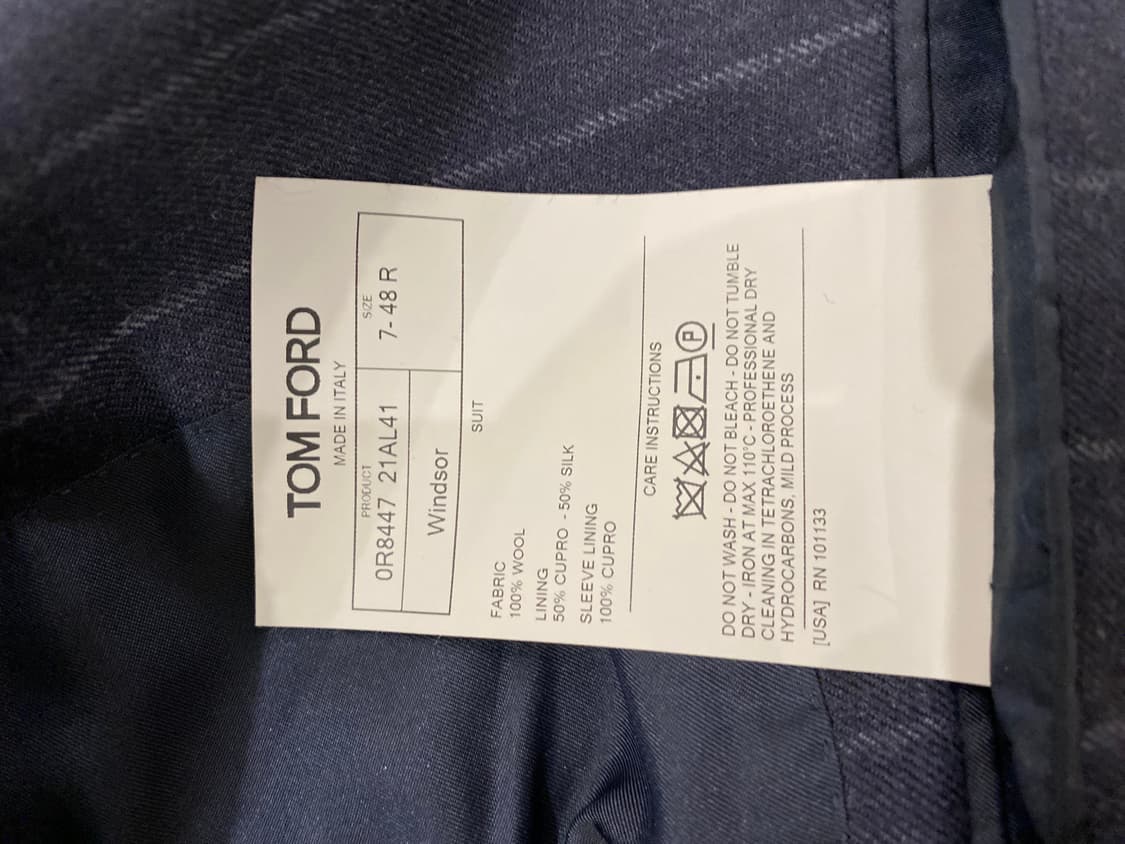 TOM FORD
MADE IN ITALY
PRODUCT
0R8447 21AL41
SIZE
7- 48 R
Windsor
SUIT
FABRIC
100% WOOL
LINING
50% CUPRO - 50% SILK
SLEEVE LINING
100% CUPRO
CARE INSTRUCTIONS
P
DO NOT WASH - DO NOT BLEACH - DO NOT TUMBLE
DRY - IRON AT MAX 110°C - PROFESSIONAL DRY
CLEANING IN TETRACHLOROETHENE AND
HYDROCARBONS, MILD PROCESS
[USA] RN 101133